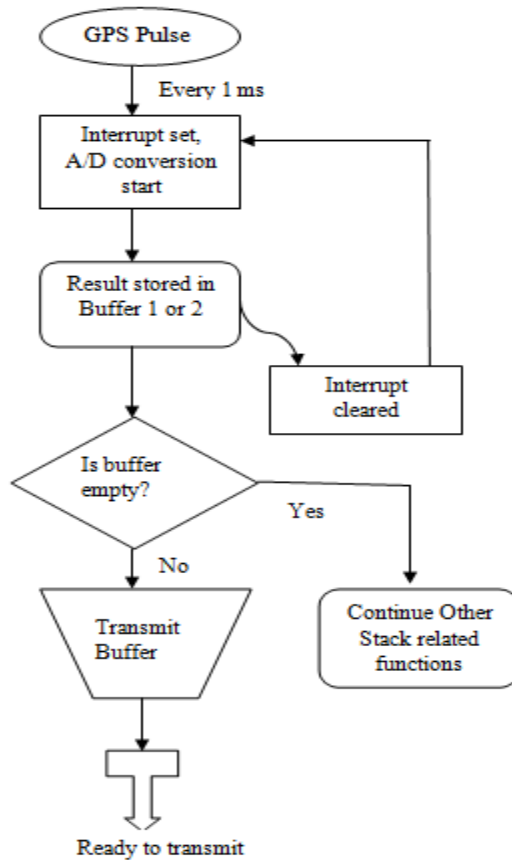 GPS Pulse
Every 1 ms
Interrupt set,
A/D conversion
start
Result stored in
Buffer 1 or 2
Interrupt
cleared
Is buffer
empty?
Yes
No
Transmit
Buffer
Continue Other
Stack related
functions
Ready to transmit